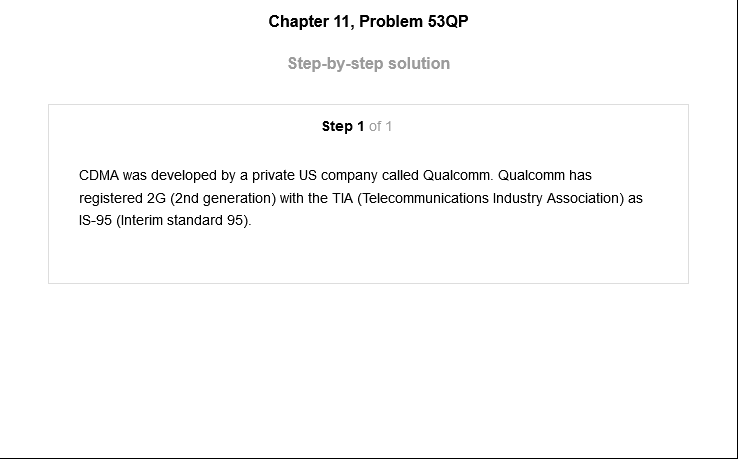 Chapter 11, Problem 53QP
Step-by-step solution
Step 1 of 1
CDMA was developed by a private US company called Qualcomm. Qualcomm has
registered 2G (2nd generation) with the TIA (Telecommunications Industry Association) as
IS-95 (Interim standard 95).